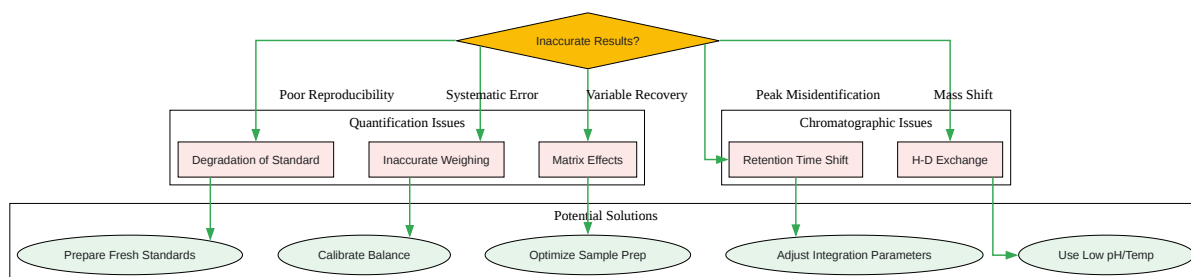 Inaccurate Results?
Poor Reproducibility
Systematic Error
Variable Recovery
Peak Misidentification
Mass Shift
Quantification Issues
Chromatographic Issues
Degradation of Standard
Inaccurate Weighing
Matrix Effects
Retention Time Shift
H-D Exchange
Potential Solutions
Prepare Fresh Standards
Calibrate Balance
Optimize Sample Prep
Adjust Integration Parameters
Use Low pH/Temp